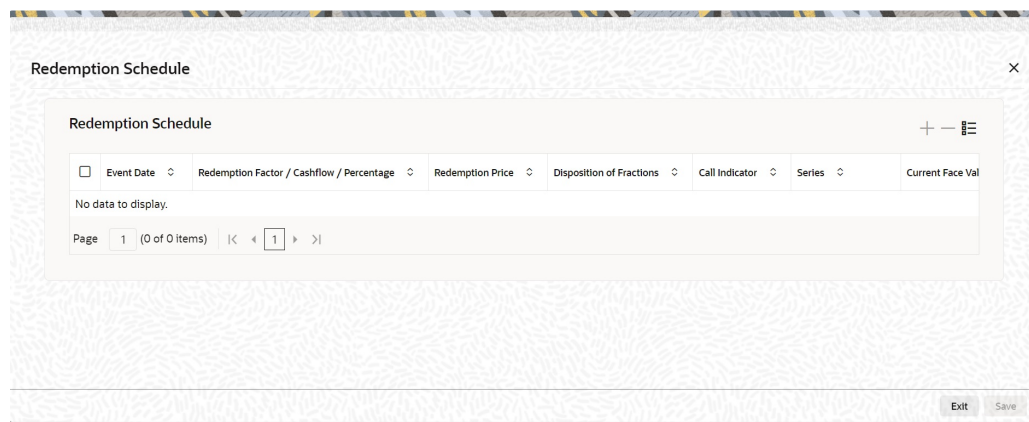 Redemption Schedule
Redemption Schedule
Event Date Redemption Factor / Cashflow / Percentage Redemption Price Disposition of Fractions Call Indicator Series Current Face Val
No data to display.
Page 1 (0 of 0 items) 1
Exit Save